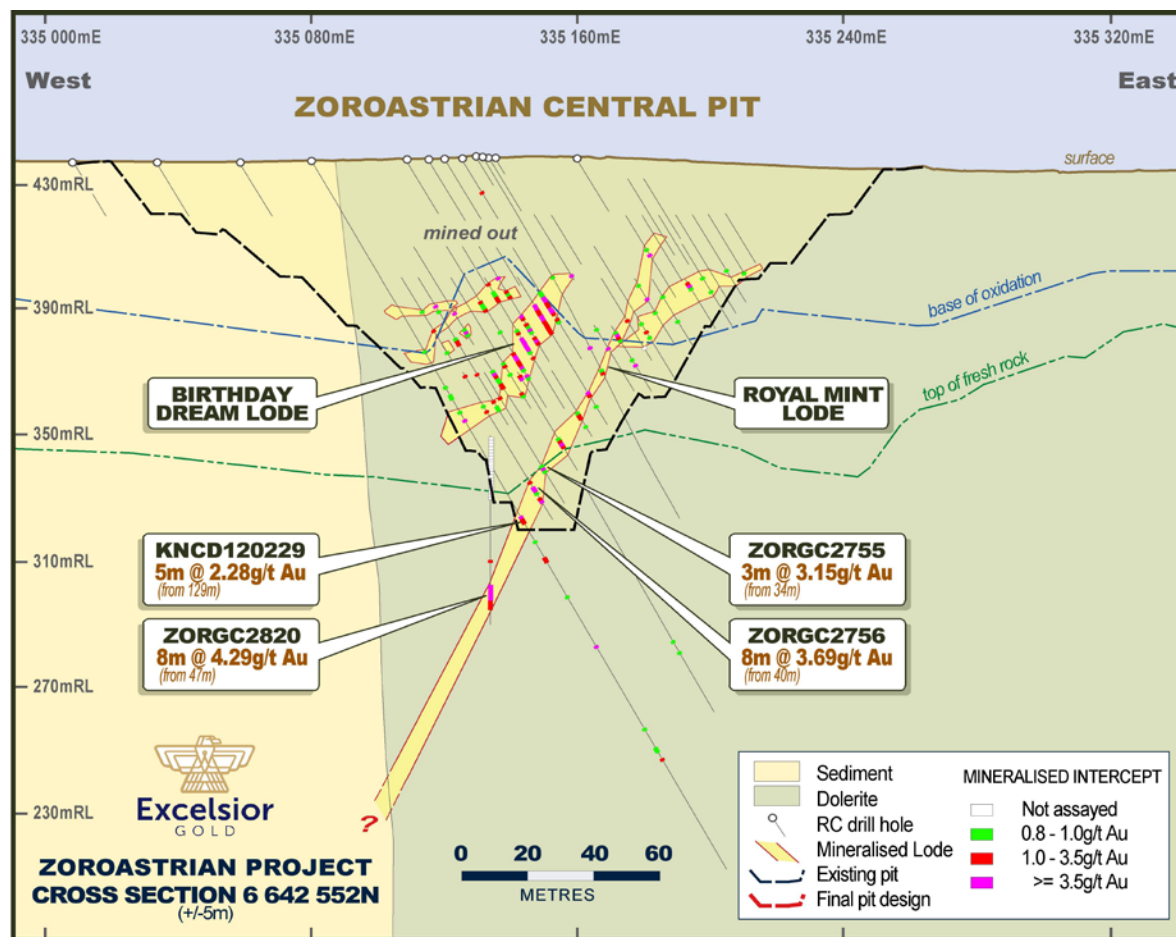 335 000mE
335 080mE
335 160mE
335 240mE
335 320mE
West
East
ZOROASTRIAN CENTRAL PIT
surface
430mRL
mined out
390mRL
base of oxidation
BIRTHDAY
DREAM LODE
ROYAL MINT
LODE
top of fresh rock
350mRL
KNCD120229
5m @ 2.28g/t Au
(from 129m)
ZORGC2755
3m @ 3.15g/t Au
(from 34m)
310mRL
ZORGC2820
8m @ 4.29g/t Au
(from 47m)
ZORGC2756
8m @ 3.69g/t Au
(from 40m)
270mRL
230mRL
?
Excelsior
GOLD
ZOROASTRIAN PROJECT
CROSS SECTION 6 642 552N
(+/-5m)
0 20 40 60
METRES
Sediment
Dolerite
RC drill hole
Mineralised Lode
Existing pit
Final pit design
MINERALISED INTERCEPT
Not assayed
0.8 - 1.0g/t Au
1.0 - 3.5g/t Au
>= 3.5g/t Au